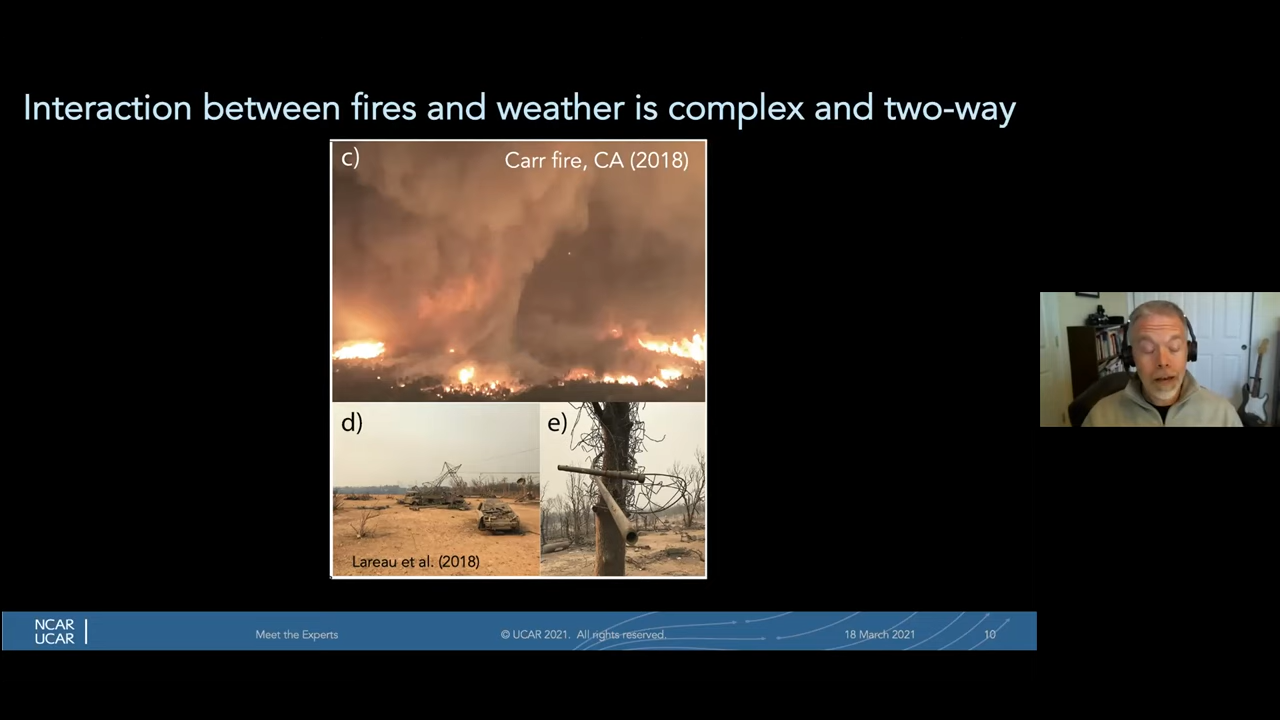 Interaction between fires and weather is complex and two-way
c)
Carr fire, CA (2018)
d)
e)
Lareau et al. (2018)
NCAR
UCAR
Meet the Experts
© UCAR 2021. All rights reserved.
18 March 2021
10